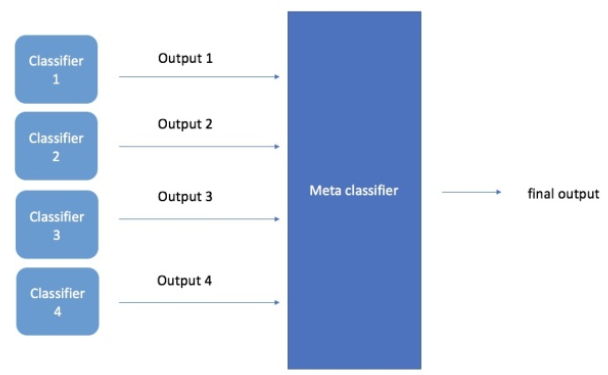 Classifier
1
Output 1
Classifier
2
Output 2
Classifier
3
Output 3
Classifier
4
Output 4
Meta classifier
final output